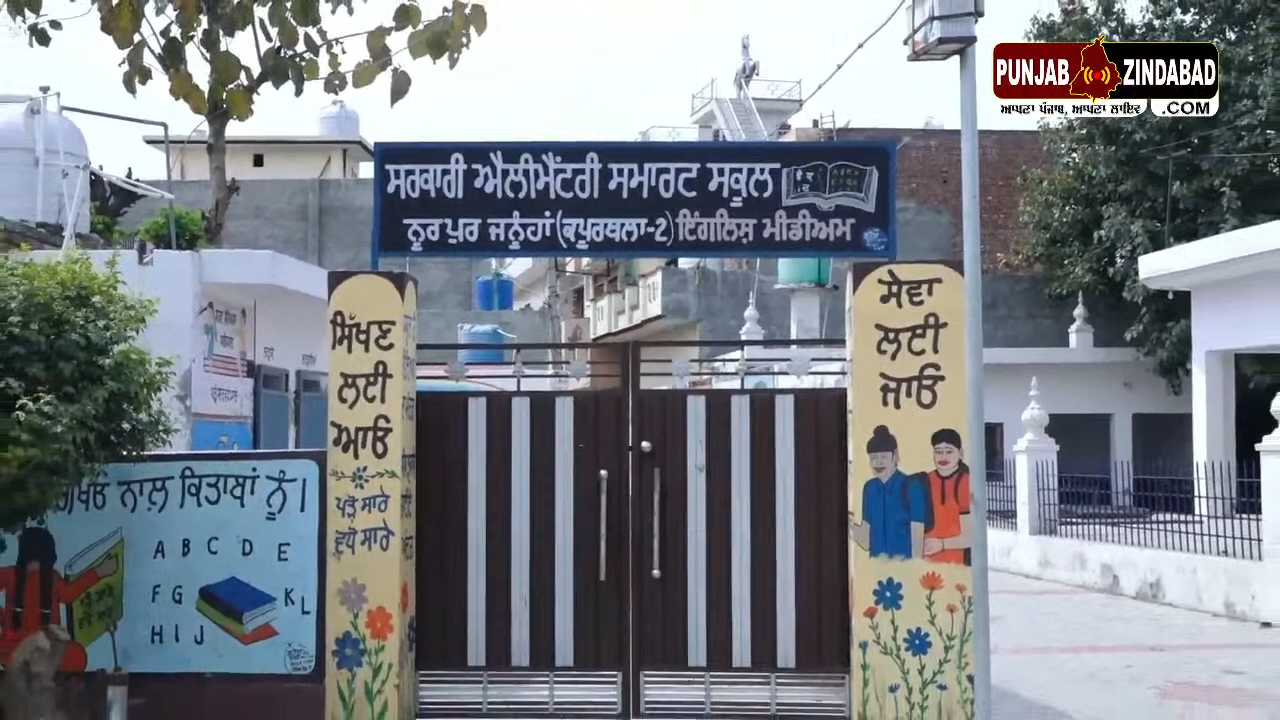 PUNJAB ZINDABAD
ਆਪਣਾ ਪੰਜਾਬ, ਆਪਣਾ ਲਾਇਵ .COM
ਸਰਕਾਰੀ ਐਲੀਮੈਂਟਰੀ ਸਮਾਰਟ ਸਕੂਲ
ਨੂਰ ਪੁਰ ਜਨੂੰਹਾਂ (ਕਪੂਰਥਲਾ-2) ਇੰਗਲਿਸ਼ ਮੀਡੀਅਮ
ਸਿੱਖਣ
ਲਈ
ਆਓ
ਪੜੋ ਸਾਰੇ
ਵਧੋ ਸਾਰੇ
ਸੇਵਾ
ਲਈ
ਜਾਓ
ਨਾਲ਼ ਕਿਤਾਬਾਂ ਨੂੰ।
A B C D E
F G K L
H I J